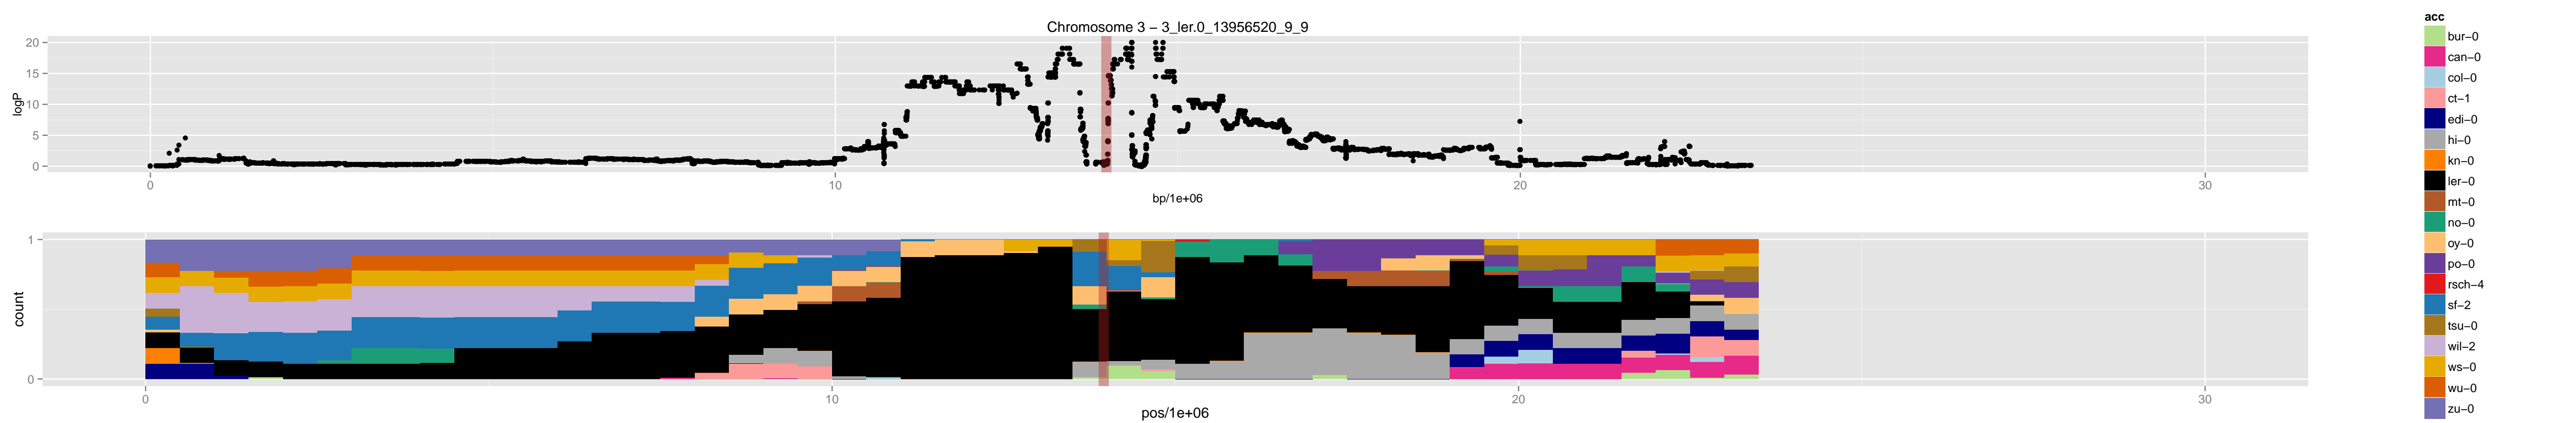 Chromosome 3 – 3_ler.0_13956520_9_9
20
15
10
5
0
logP
0 10 20 30
bp/1e+06
1
0
count
0 10 20 30
pos/1e+06
acc
bur–0
can–0
col–0
ct–1
edi–0
hi–0
kn–0
ler–0
mt–0
no–0
oy–0
po–0
rsch–4
sf–2
tsu–0
wil–2
ws–0
wu–0
zu–0